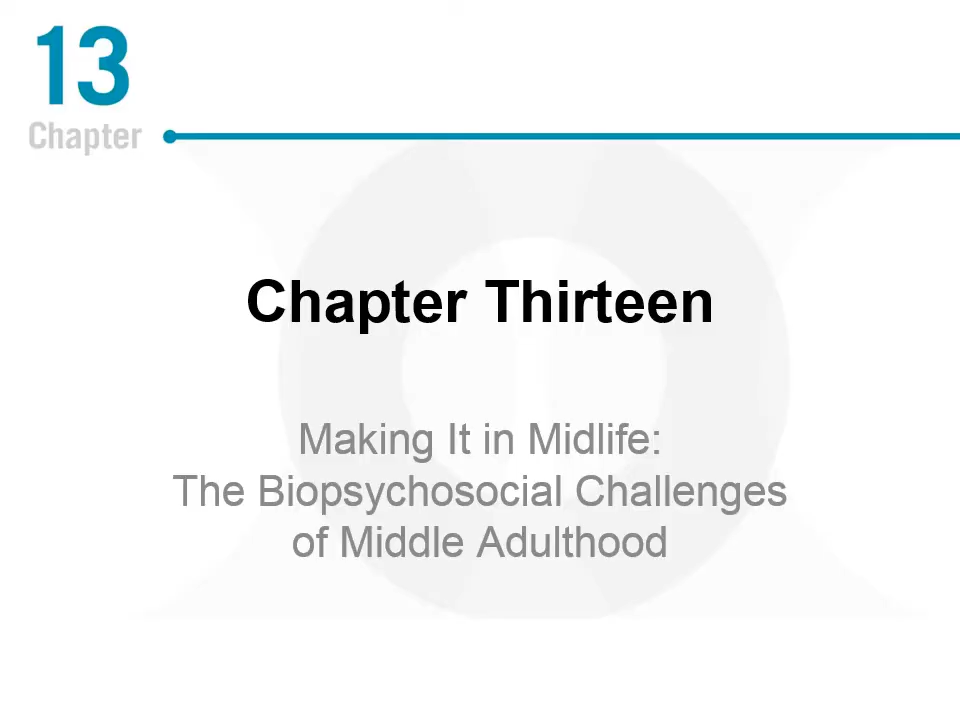 13
Chapter
Chapter Thirteen
Making It in Midlife:
The Biopsychosocial Challenges
of Middle Adulthood